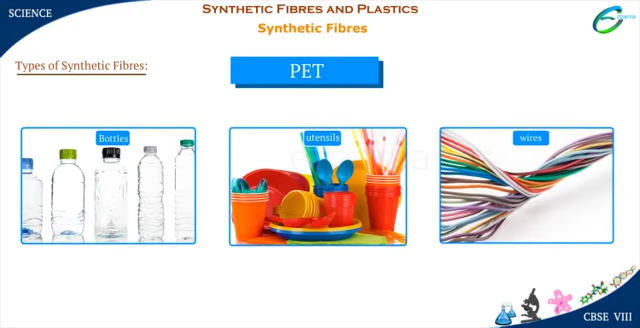 SCIENCE
SYNTHETIC FIBRES AND PLASTICS
Synthetic Fibres
Types of Synthetic Fibres:
PET
Bottles
utensils
wires
CBSE VIII